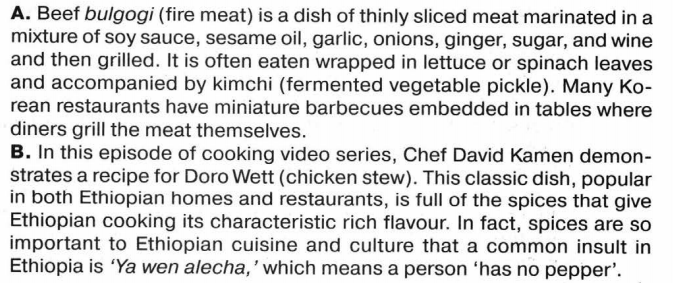 A. Beef bulgogi (fire meat) is a dish of thinly sliced meat marinated in a
mixture of soy sauce, sesame oil, garlic, onions, ginger, sugar, and wine
and then grilled. It is often eaten wrapped in lettuce or spinach leaves
and accompanied by kimchi (fermented vegetable pickle). Many Ko-
rean restaurants have miniature barbecues embedded in tables where
diners grill the meat themselves.
B. In this episode of cooking video series, Chef David Kamen demon-
strates a recipe for Doro Wett (chicken stew). This classic dish, popular
in both Ethiopian homes and restaurants, is full of the spices that give
Ethiopian cooking its characteristic rich flavour. In fact, spices are so
important to Ethiopian cuisine and culture that a common insult in
Ethiopia is ‘Ya wen alecha,’ which means a person ‘has no pepper’.